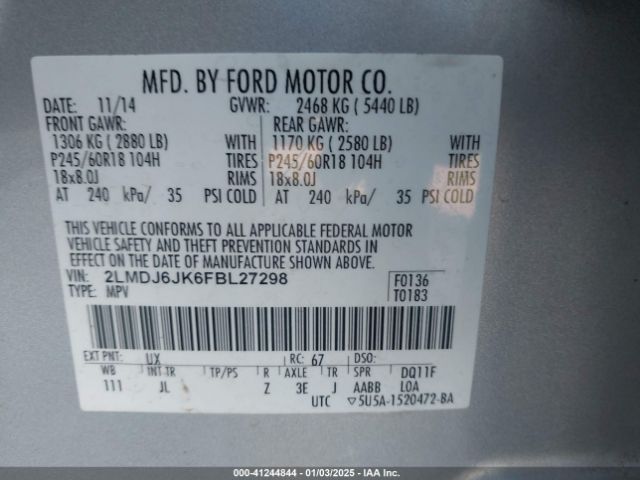 MFD. BY FORD MOTOR CO.
DATE: 11/14 GVWR: 2468 KG ( 5440 LB)
FRONT GAWR: REAR GAWR:
1306 KG ( 2880 LB) WITH 1170 KG ( 2580 LB) WITH
P245/60R18 104H TIRES P245/60R18 104H TIRES
18x8.0J RIMS 18x8.0J RIMS
AT 240 kPa/ 35 PSI COLD AT 240 kPa/ 35 PSI COLD
THIS VEHICLE CONFORMS TO ALL APPLICABLE FEDERAL MOTOR
VEHICLE SAFETY AND THEFT PREVENTION STANDARDS IN
EFFECT ON THE DATE OF MANUFACTURE SHOWN ABOVE.
VIN: 2LMDJ6JK6FBL27298 F0136
TYPE: MPV T0183
EXT PNT: UX RC: 67 DSO:
WB INT TR TP/PS R AXLE TR SPR DQ11F
111 JL Z 3E J AABB LOA
UTC ▽5U5A-1520472-BA
000-41244844 - 01/03/2025 - IAA Inc.